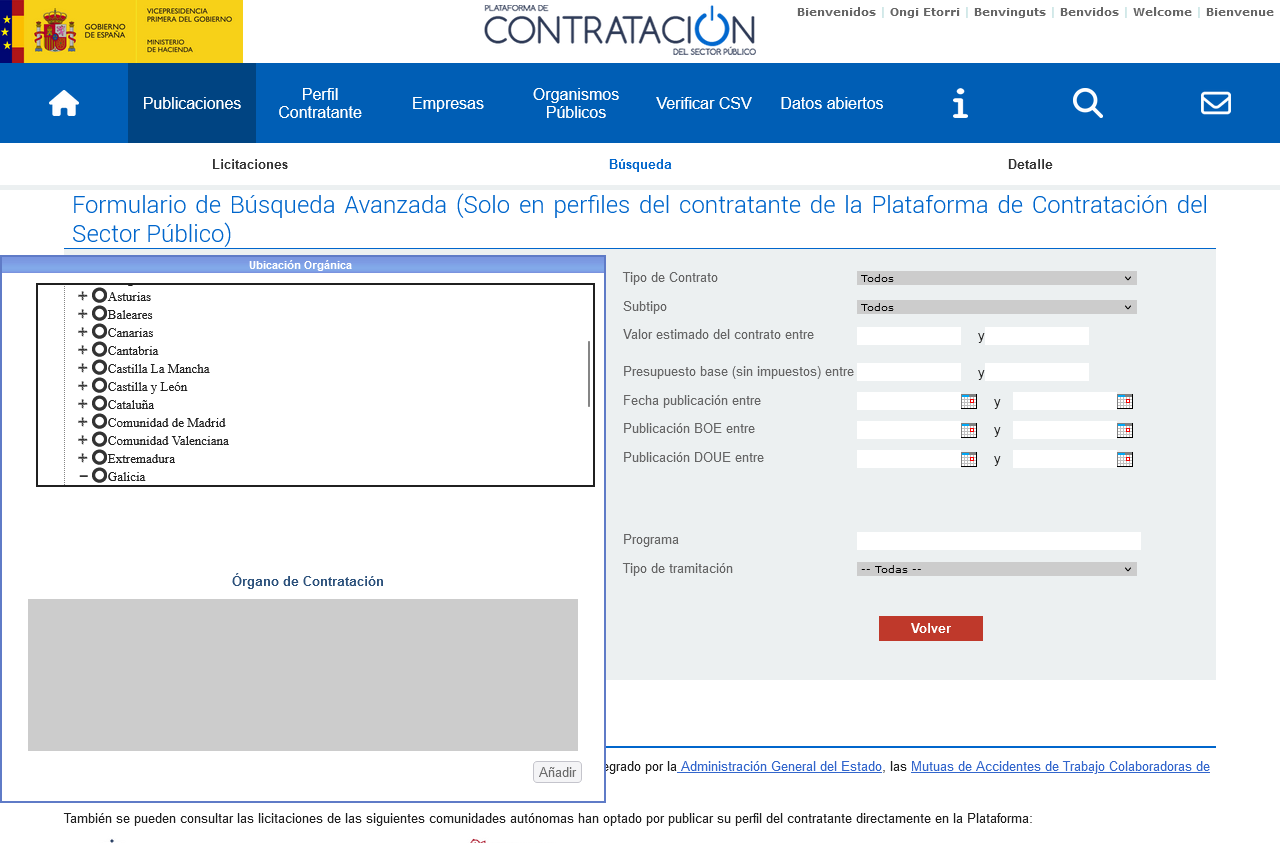 GOBIERNO
DE ESPAÑA
VICEPRESIDENCIA
PRIMERA DEL GOBIERNO
MINISTERIO
DE HACIENDA
PLATAFORMA DE
CONTRATACIÓN
DEL SECTOR PÚBLICO
Bienvenidos | Ongi Etorri | Benvinguts | Benvidos | Welcome | Bienvenue
Publicaciones
Perfil
Contratante
Empresas
Organismos
Públicos
Verificar CSV
Datos abiertos
Licitaciones
Búsqueda
Detalle
Formulario de Búsqueda Avanzada (Solo en perfiles del contratante de la Plataforma de Contratación del
Sector Público)
Ubicación Orgánica
Asturias
Baleares
Canarias
Cantabria
Castilla La Mancha
Castilla y León
Cataluña
Comunidad de Madrid
Comunidad Valenciana
Extremadura
Galicia
Órgano de Contratación
Añadir
Tipo de Contrato
Todos
Subtipo
Todos
Valor estimado del contrato entre
y
Presupuesto base (sin impuestos) entre
y
Fecha publicación entre
y
Publicación BOE entre
y
Publicación DOUE entre
y
Programa
Tipo de tramitación
-- Todas --
Volver
egrado por la Administración General del Estado, las Mutuas de Accidentes de Trabajo Colaboradoras de
También se pueden consultar las licitaciones de las siguientes comunidades autónomas han optado por publicar su perfil del contratante directamente en la Plataforma: